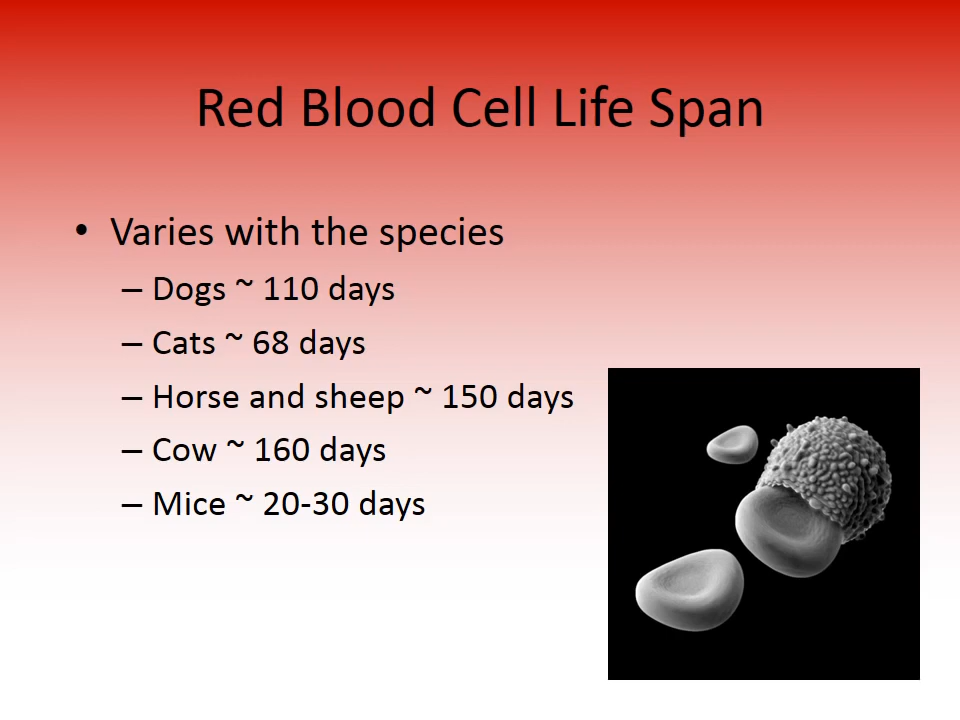 Red Blood Cell Life Span
• Varies with the species
– Dogs ~ 110 days
– Cats ~ 68 days
– Horse and sheep ~ 150 days
– Cow ~ 160 days
– Mice ~ 20-30 days